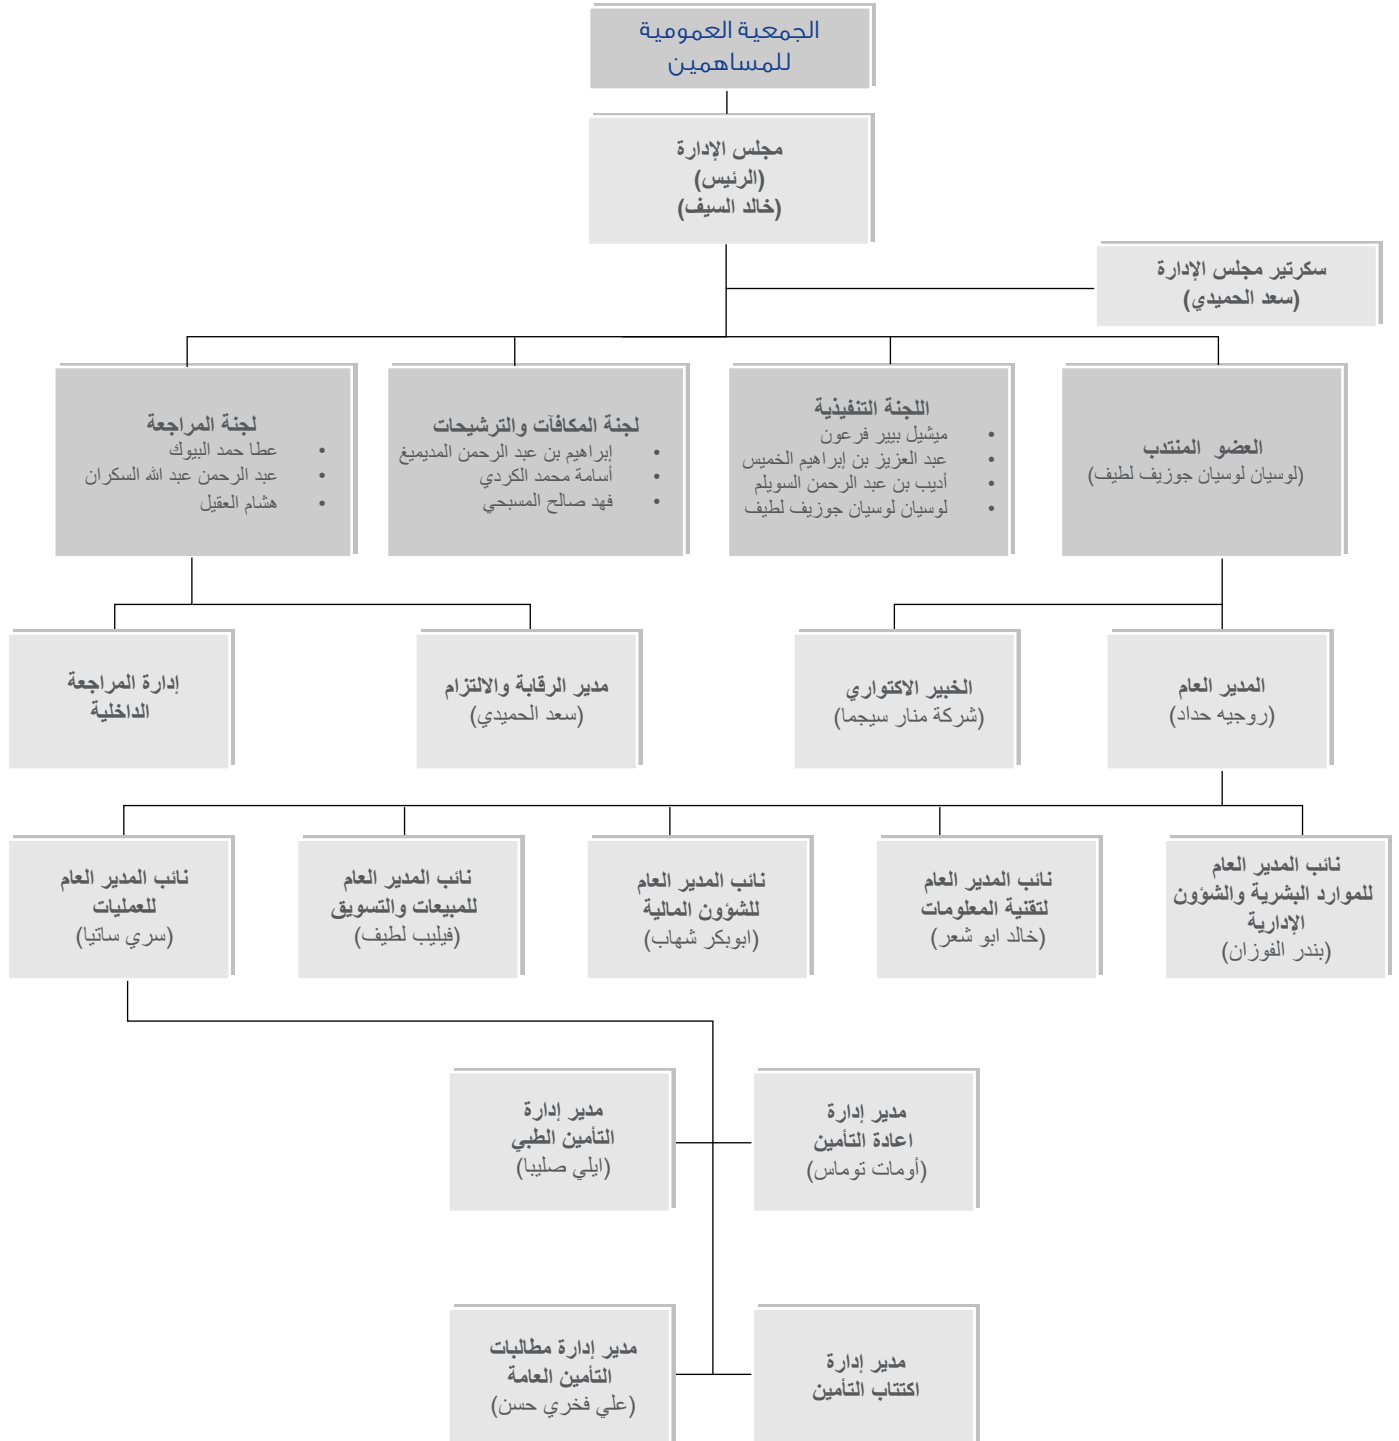 الجمعية العمومية
للمساهمين
مجلس الإدارة
(الرئيس)
(خالد السيف)
سكرتير مجلس الإدارة
(سعد الحميدي)
العضو المنتدب
(لوسيان لوسيان جوزيف لطيف)
اللجنة التنفيذية
• ميشيل بيير فرعون
• عبد العزيز بن إبراهيم الخميس
• أديب بن عبد الرحمن السويلم
• لوسيان لوسيان جوزيف لطيف
لجنة المكافآت والترشيحات
• إبراهيم بن عبد الرحمن المديميغ
• أسامة محمد الكردي
• فهد صالح المسبحي
لجنة المراجعة
• عطا حمد البيوك
• عبد الرحمن عبد الله السكران
• هشام العقيل
المدير العام
(روجيه حداد)
الخبير الاكتواري
(شركة منار سيجما)
مدير الرقابة والالتزام
(سعد الحميدي)
إدارة المراجعة
الداخلية
نائب المدير العام
للموارد البشرية والشؤون
الإدارية
(بندر الفوزان)
نائب المدير العام
لتقنية المعلومات
(خالد ابو شعر)
نائب المدير العام
للشؤون المالية
(ابوبكر شهاب)
نائب المدير العام
للمبيعات والتسويق
(فيليب لطيف)
نائب المدير العام
للعمليات
(سري ساتيا)
مدير إدارة
اعادة التأمين
(أومات توماس)
مدير إدارة
التأمين الطبي
(ايلي صليبا)
مدير إدارة
اكتتاب التأمين
مدير إدارة مطالبات
التأمين العامة
(علي فخري حسن)